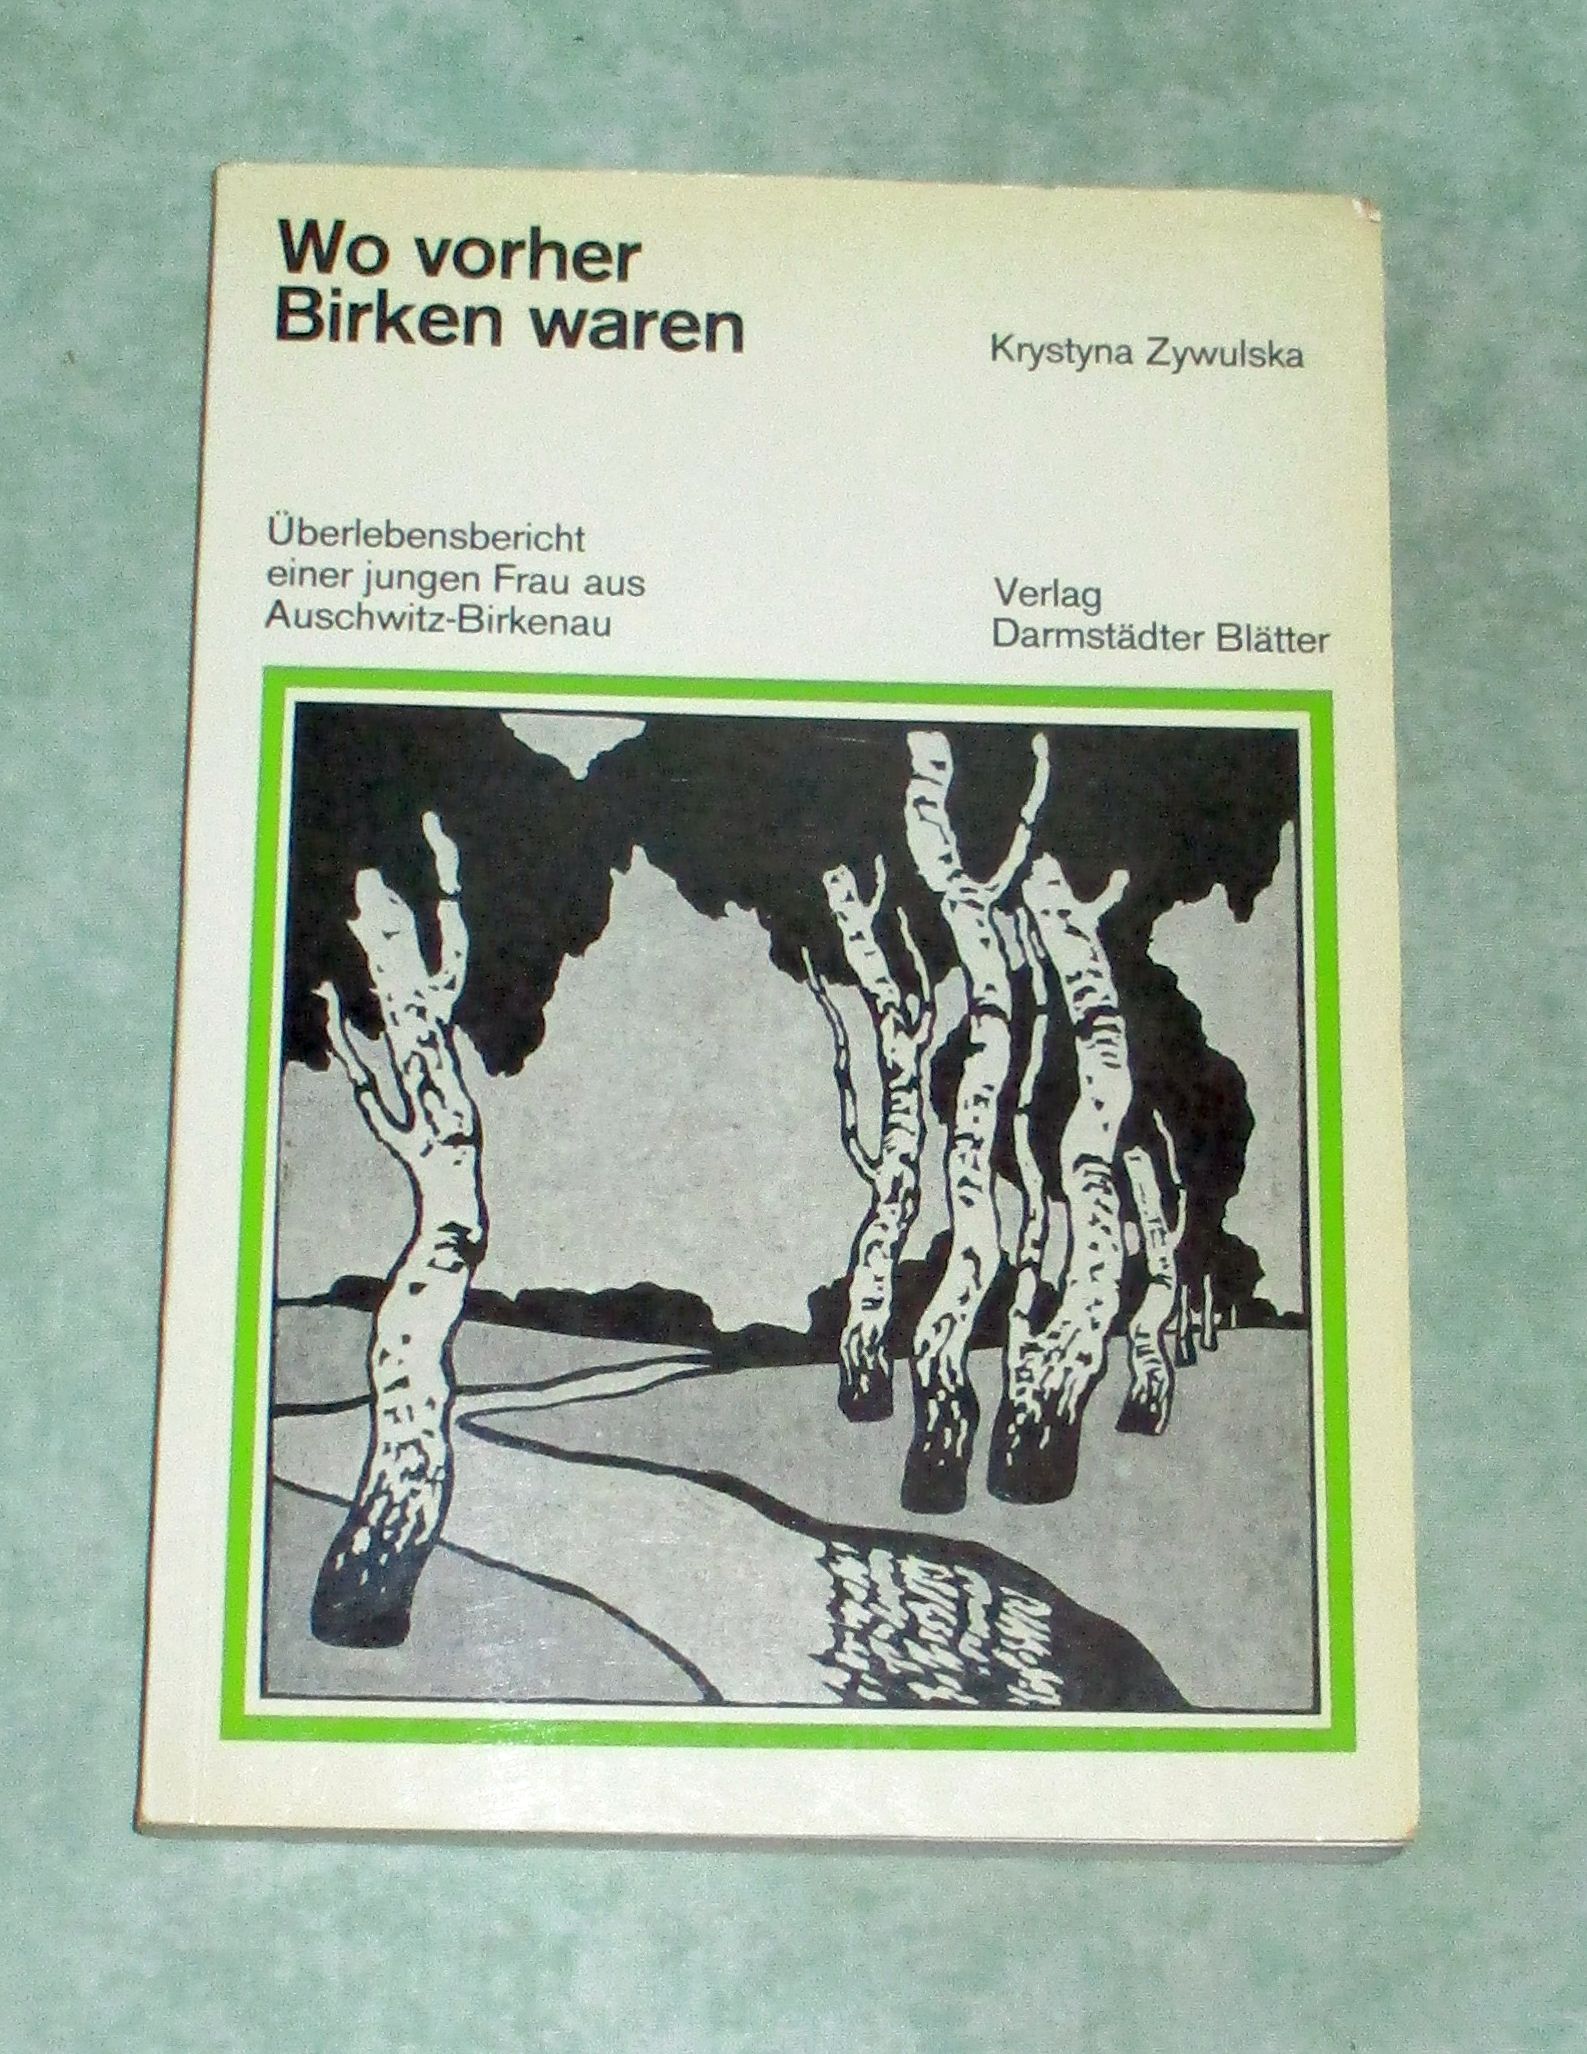 Wo vorher
Birken waren
Krystyna Zywulska
Überlebensbericht
einer jungen Frau aus
Auschwitz-Birkenau
Verlag
Darmstädter Blätter